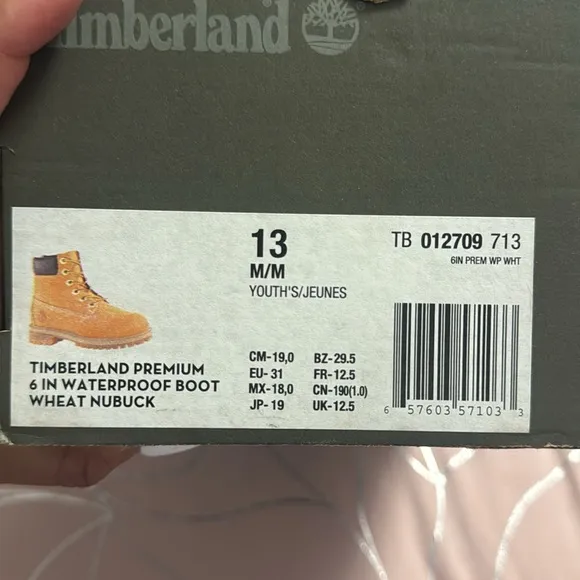 Timberland
13
M/M
YOUTH'S/JEUNES
TB 012709 713
6IN PREM WP WHT
TIMBERLAND PREMIUM
6 IN WATERPROOF BOOT
WHEAT NUBUCK
CM-19,0 BZ-29.5
EU- 31 FR-12.5
MX-18,0 CN-190(1.0)
JP- 19 UK-12.5
6 57603 57103 3